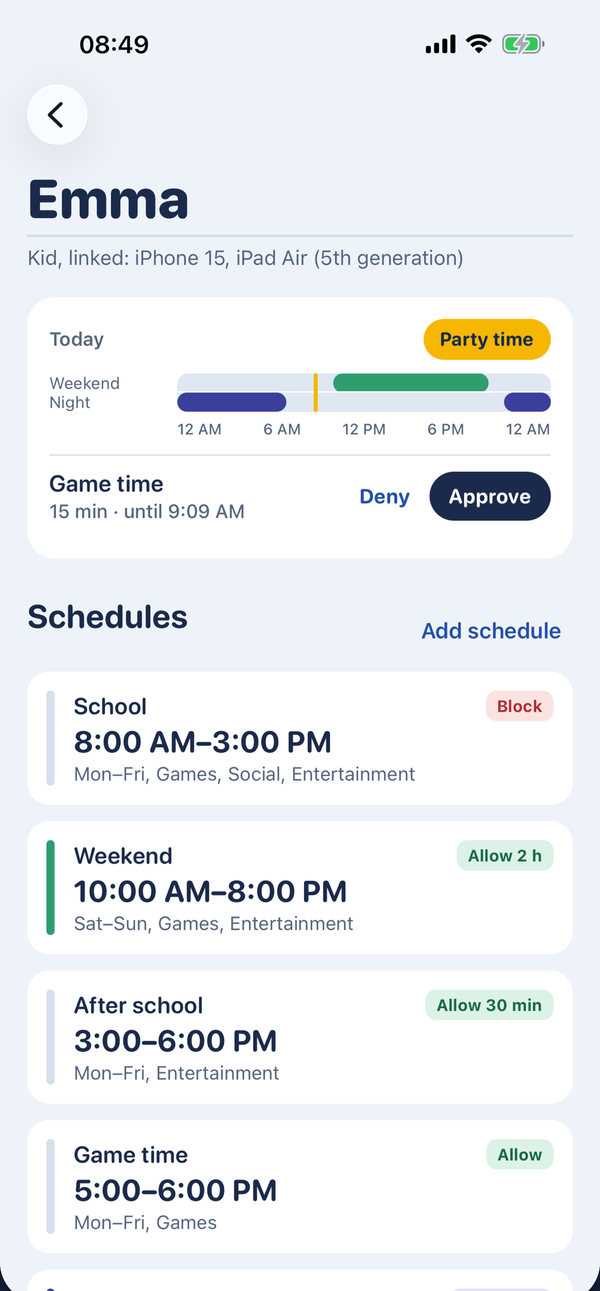 08:49
Emma
Kid, linked: iPhone 15, iPad Air (5th generation)
Today
Party time
Weekend
Night
12 AM 6 AM 12 PM 6 PM 12 AM
Game time
15 min · until 9:09 AM
Deny
Approve
Schedules
Add schedule
School
Block
8:00 AM–3:00 PM
Mon–Fri, Games, Social, Entertainment
Weekend
Allow 2 h
10:00 AM–8:00 PM
Sat–Sun, Games, Entertainment
After school
Allow 30 min
3:00–6:00 PM
Mon–Fri, Entertainment
Game time
Allow
5:00–6:00 PM
Mon–Fri, Games